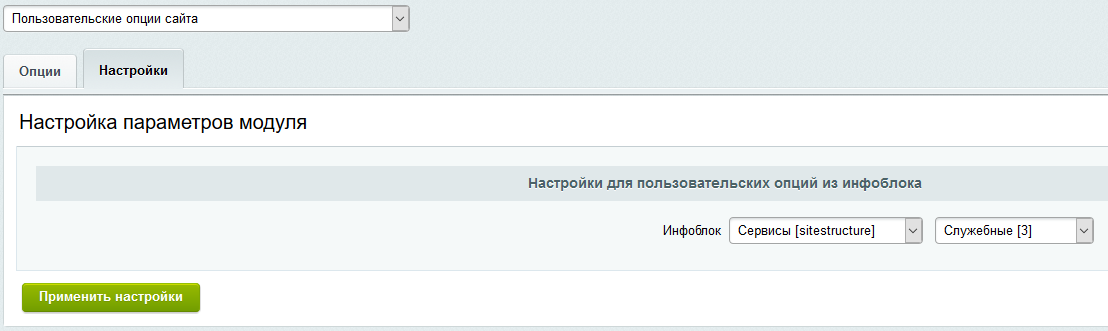 Пользовательские опции сайта
Опции Настройки
Настройка параметров модуля
Настройки для пользовательских опций из инфоблока
Инфоблок Сервисы [sitestructure] Служебные [3]
Применить настройки